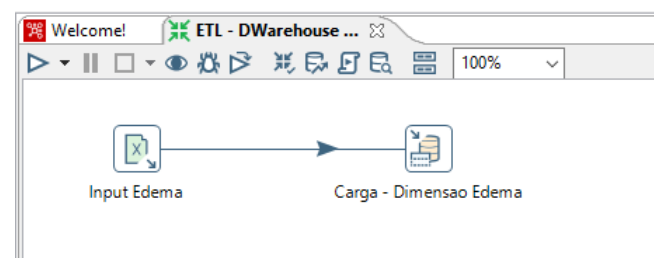 Welcome!
ETL - DWarehouse ...
100%
X
Input Edema
Carga - Dimensao Edema